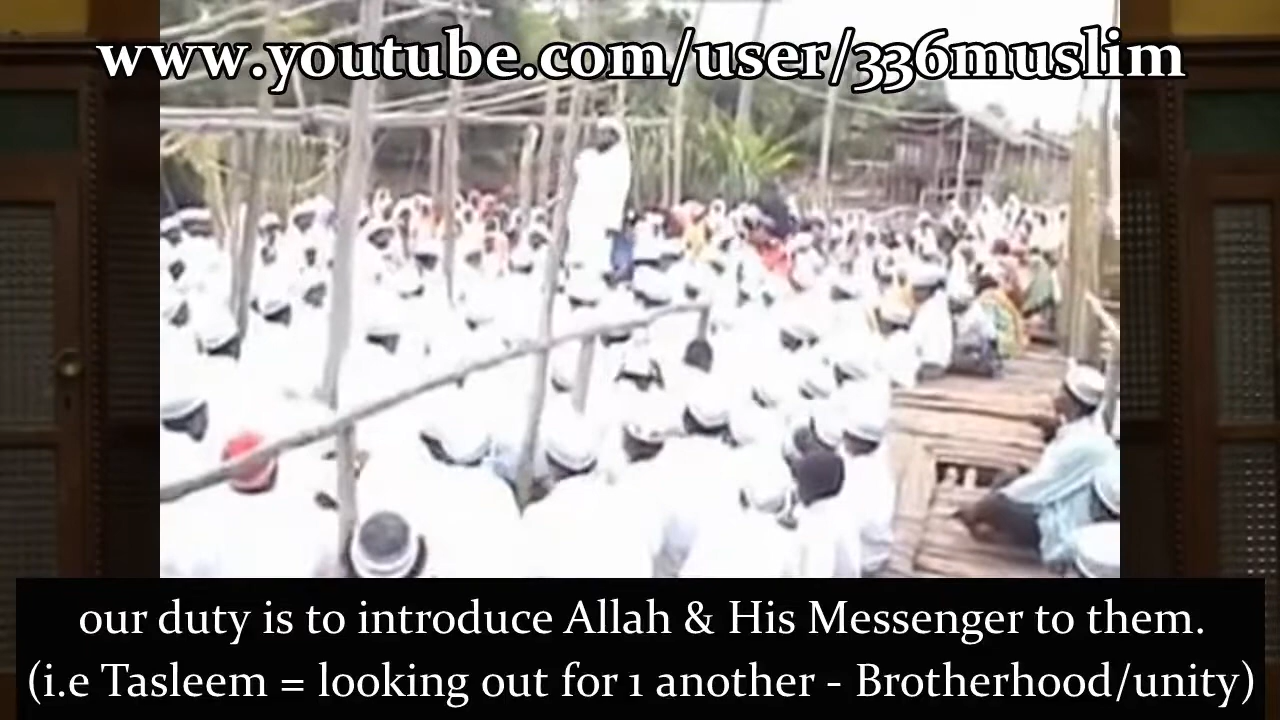 www.youtube.com/user/336muslim
our duty is to introduce Allah & His Messenger to them.
(i.e Tasleem = looking out for 1 another - Brotherhood/unity)